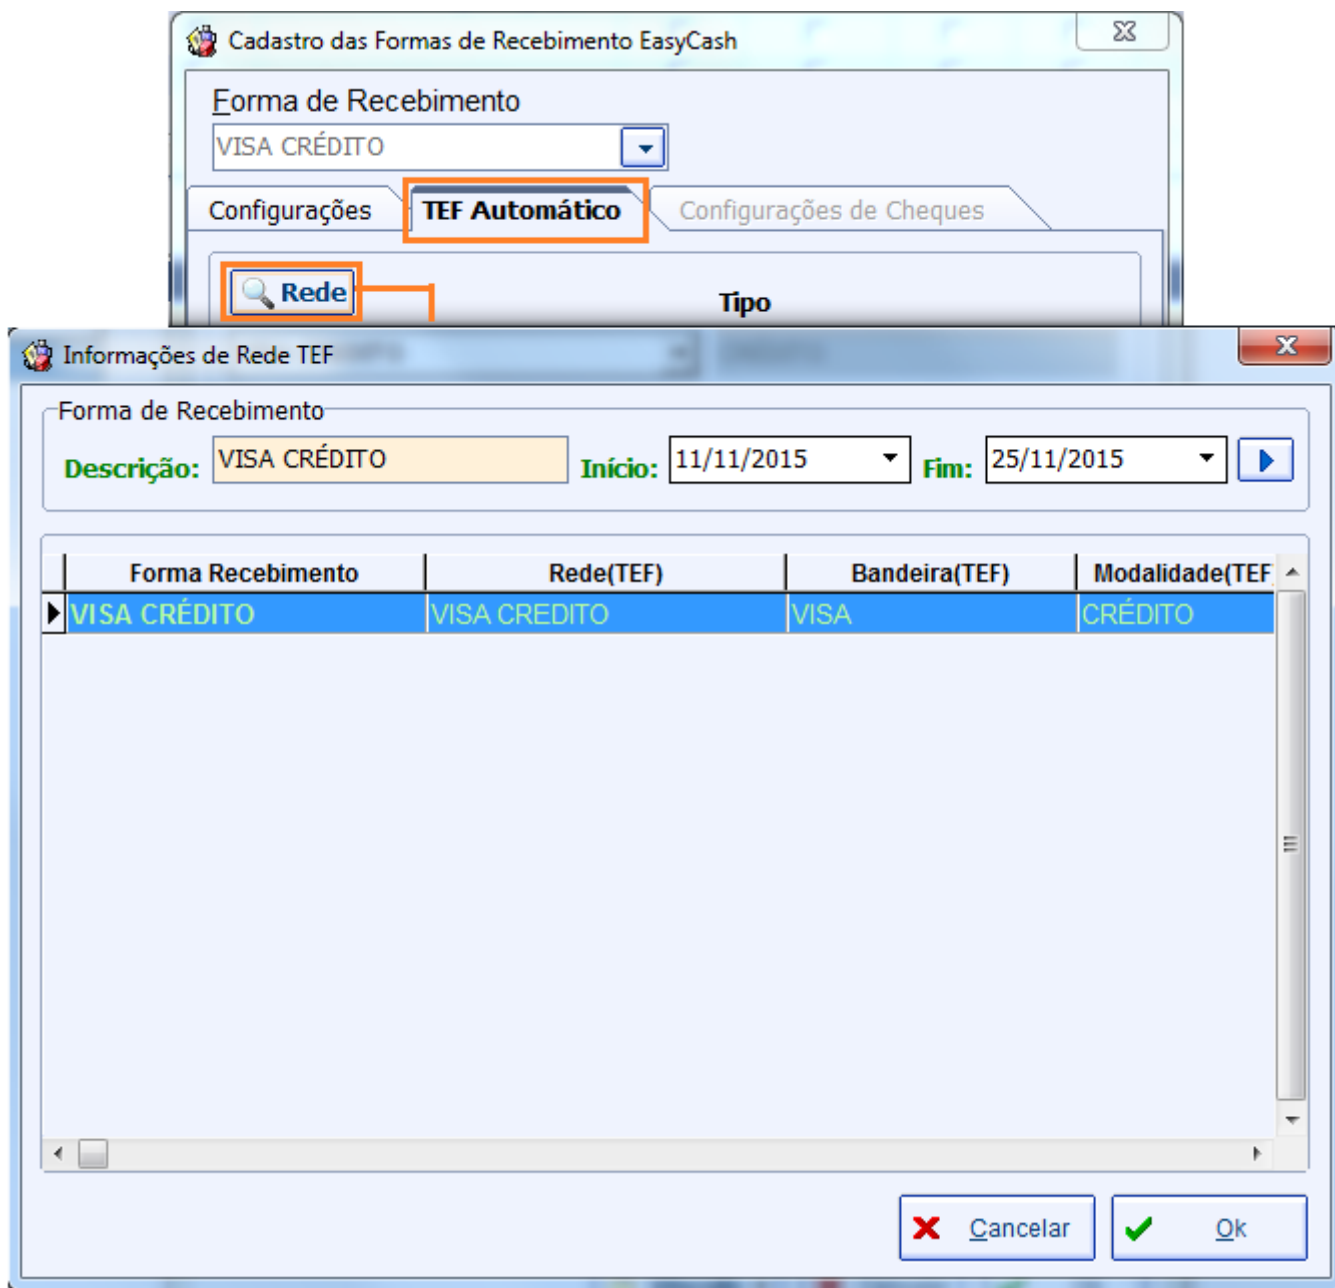 Cadastro das Formas de Recebimento EasyCash
Forma de Recebimento
VISA CRÉDITO
Configurações TEF Automático Configurações de Cheques
Rede Tipo
Informações de Rede TEF
Forma de Recebimento
Descrição: VISA CRÉDITO Início: 11/11/2015 Fim: 25/11/2015
Forma Recebimento Rede(TEF) Bandeira(TEF) Modalidade(TEF
VISA CRÉDITO VISA CREDITO VISA CRÉDITO
Cancelar Ok